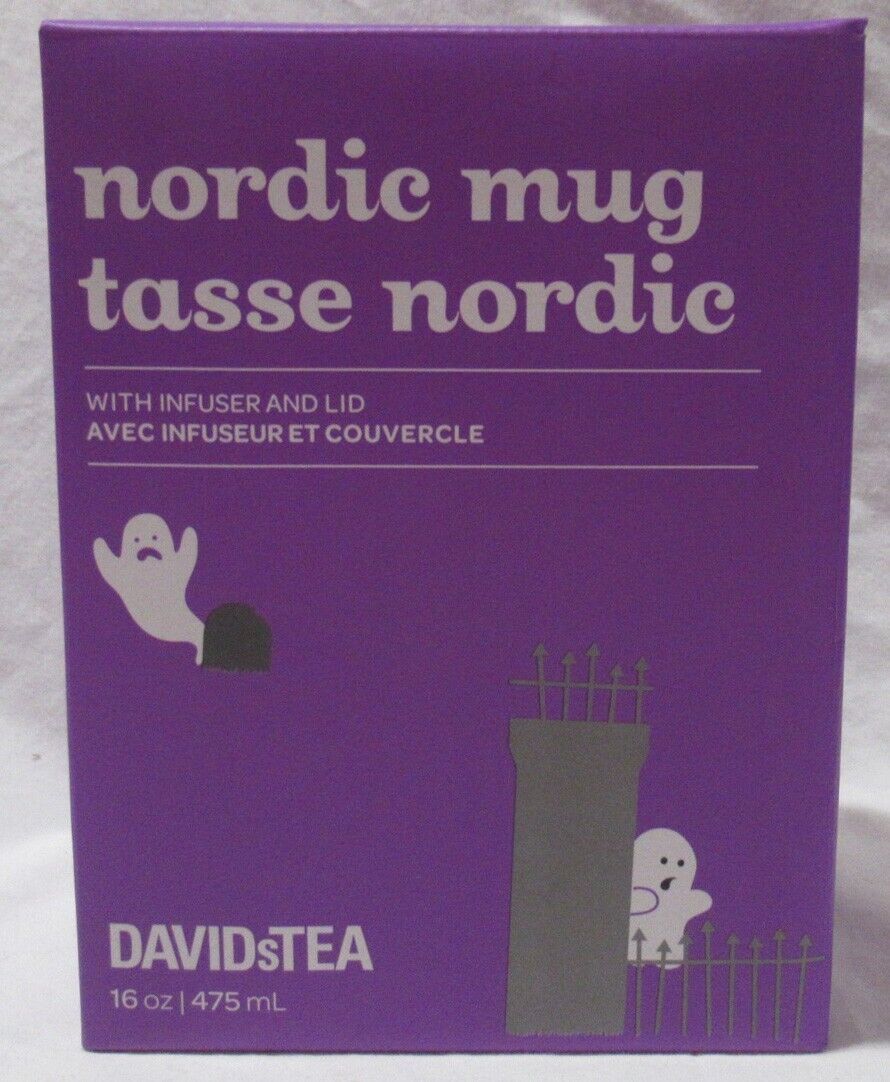 nordic mug
tasse nordic
WITH INFUSER AND LID
AVEC INFUSEUR ET COUVERCLE
DAVIDsTEA
16 oz | 475 mL